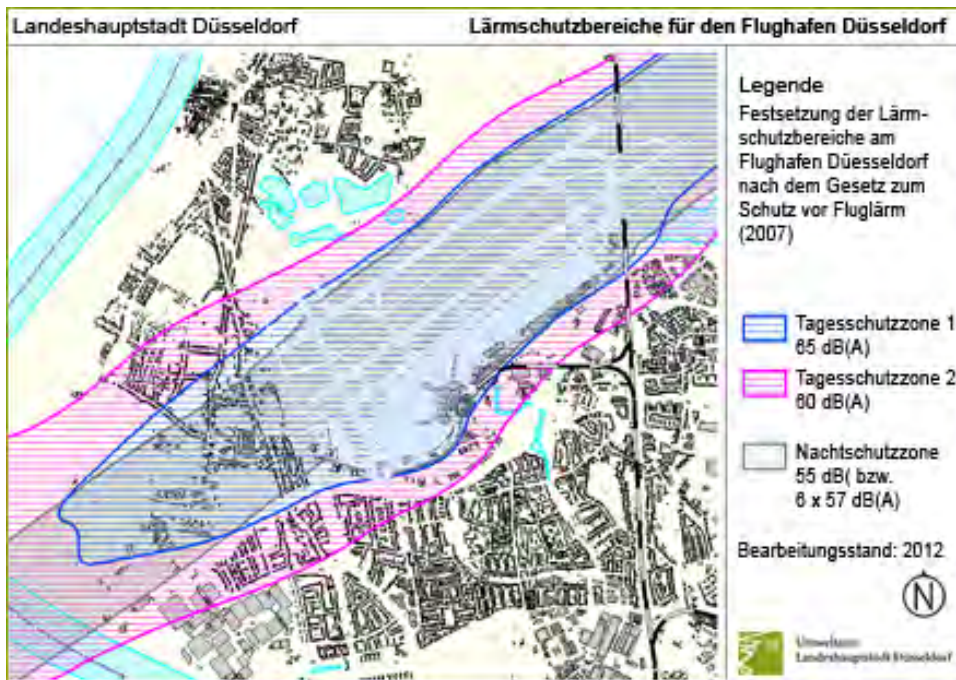 Landeshauptstadt Düsseldorf
Lärmschutzbereiche für den Flughafen Düsseldorf
Legende
Festsetzung der Lärm-
schutzbereiche am
Flughafen Düesseldorf
nach dem Gesetz zum
Schutz vor Fluglärm
(2007)
Tagesschutzzone 1
65 dB(A)
Tagesschutzzone 2
60 dB(A)
Nachtschutzzone
55 dB( bzw.
6 x 57 dB(A)
Bearbeitungsstand: 2012
N
Umweltamt
Landeshauptstadt Düsseldorf